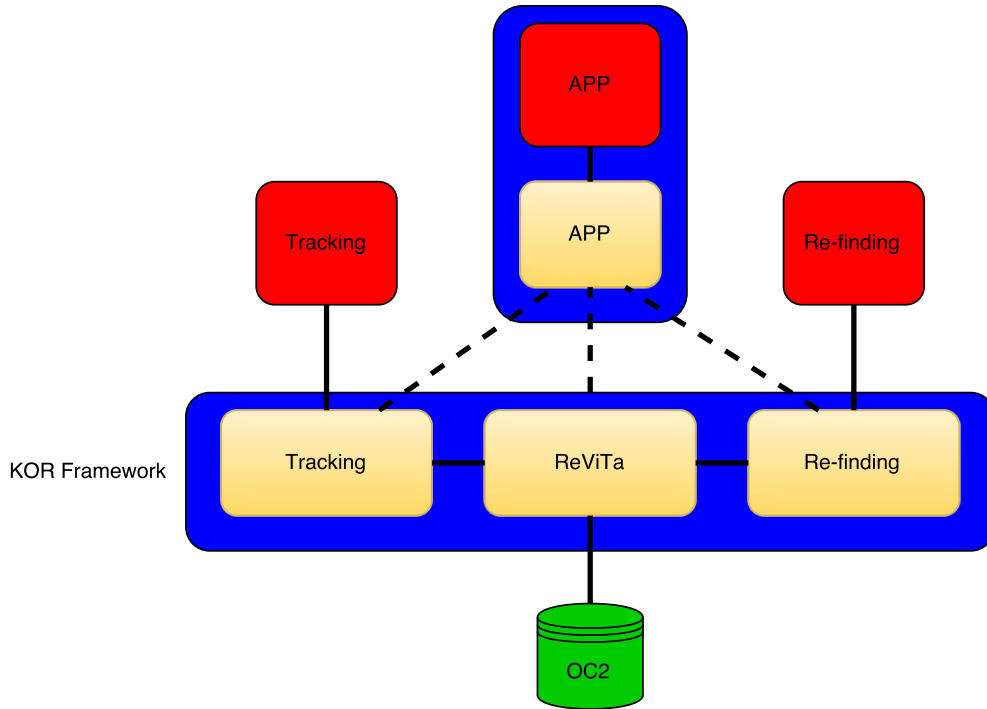 APP
APP
Tracking
Re-finding
KOR Framework
Tracking
ReViTa
Re-finding
OC2